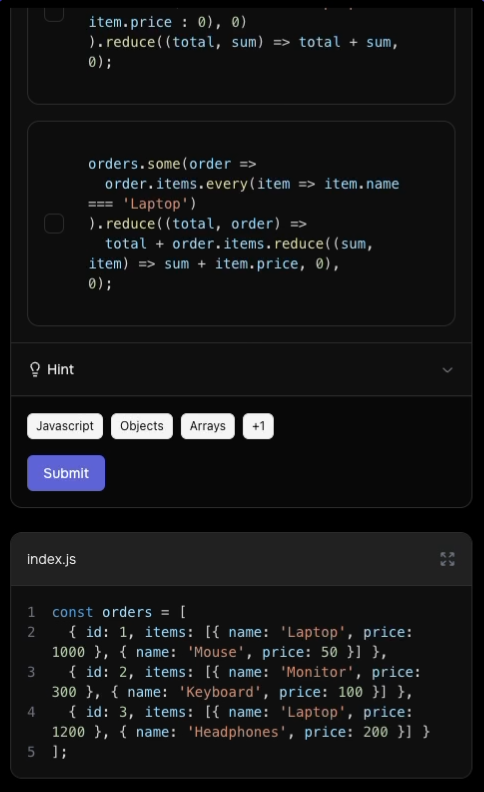 item.price : 0), 0)
).reduce((total, sum) => total + sum,
0);
orders.some(order =>
order.items.every(item => item.name
=== 'Laptop')
).reduce((total, order) =>
total + order.items.reduce((sum,
item) => sum + item.price, 0),
0);
Hint
Javascript Objects Arrays +1
Submit
index.js
1 const orders = [
2 { id: 1, items: [{ name: 'Laptop', price:
1000 }, { name: 'Mouse', price: 50 }] },
3 { id: 2, items: [{ name: 'Monitor', price:
300 }, { name: 'Keyboard', price: 100 }] },
4 { id: 3, items: [{ name: 'Laptop', price:
1200 }, { name: 'Headphones', price: 200 }] }
5 ];